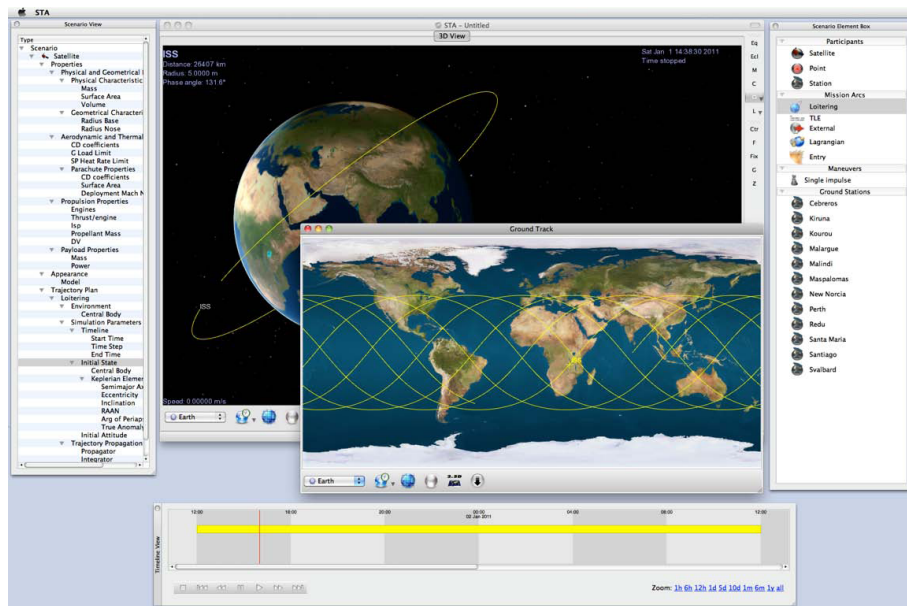 STA
Scenario View
Type
Scenario
Satellite
Properties
Physical and Geometrical
Physical Characteristic
Mass
Surface Area
Volume
Geometrical Characteri
Radius Base
Radius Nose
Aerodynamic and Thermal
CD coefficients
G Load Limit
SP Heat Rate Limit
Parachute Properties
CD coefficients
Surface Area
Deployment Mach N
Propulsion Properties
Engines
Thrust/engine
Isp
Propellant Mass
DV
Payload Properties
Mass
Power
Appearance
Model
Trajectory Plan
Loitering
Environment
Central Body
Simulation Parameters
Timeline
Start Time
Time Step
End Time
Initial State
Central Body
Keplerian Elemen
Semimajor Ax
Eccentricity
Inclination
RAAN
Arg of Periap
True Anomaly
Initial Attitude
Trajectory Propagation
Propagator
Integrator
STA - Untitled
3D View
ISS
Distance: 26407 km
Radius: 5.0000 m
Phase angle: 131.6°
Sat Jan 1 14:38:30 2011
Time stopped
ISS
Speed: 0.00000 m/s
Earth
Eq
Ecl
M
C
L
Ctr
F
Fix
G
Z
Ground Track
Earth
Scenario Element Box
Participants
Satellite
Point
Station
Mission Arcs
Loitering
TLE
External
Lagrangian
Entry
Maneuvers
Single impulse
Ground Stations
Cebreros
Kiruna
Kourou
Malargue
Malindi
Maspalomas
New Norcia
Perth
Redu
Santa Maria
Santiago
Svalbard
Timeline View
12:00 16:00 20:00 00:00 04:00 08:00 12:00
02 Jan 2011
Zoom: 1h 6h 12h 1d 5d 10d 1m 6m 1y all